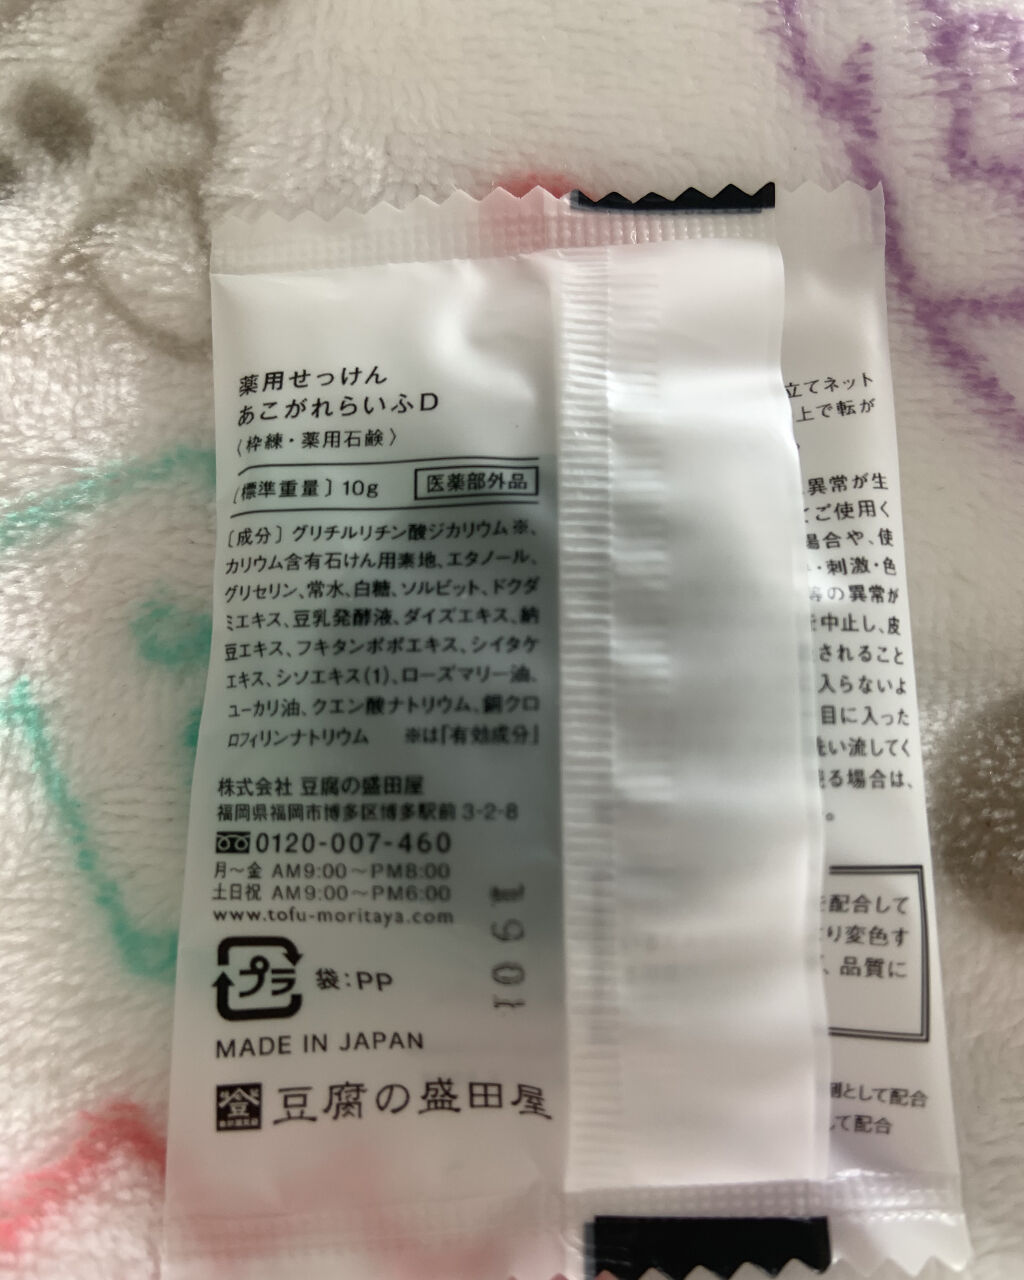 薬用せっけん
あこがれらいふD
〈枠練・薬用石鹸〉
〔標準重量〕10g 医薬部外品
〔成分〕グリチルリチン酸ジカリウム※、
カリウム含有石けん用素地、エタノール、
グリセリン、常水、白糖、ソルビット、ドクダ
ミエキス、豆乳発酵液、ダイズエキス、納
豆エキス、フキタンポポエキス、シイタケ
エキス、シソエキス(1)、ローズマリー油、
ユーカリ油、クエン酸ナトリウム、銅クロ
ロフィリンナトリウム ※は「有効成分」
株式会社 豆腐の盛田屋
福岡県福岡市博多区博多駅前 3-2-8
0120-007-460
月〜金 AM9:00〜PM8:00
土日祝 AM9:00〜PM6:00
www.tofu-moritaya.com
プラ 袋:PP
MADE IN JAPAN
豆腐の盛田屋
立てネット
上で転が
異常が生
てご使用く
場合や、使
・刺激・色
等の異常が
中止し、皮
されること
入らないよ
目に入った
洗い流してく
残る場合は、
。
を配合して
より変色す
、品質に
剤として配合
して配合